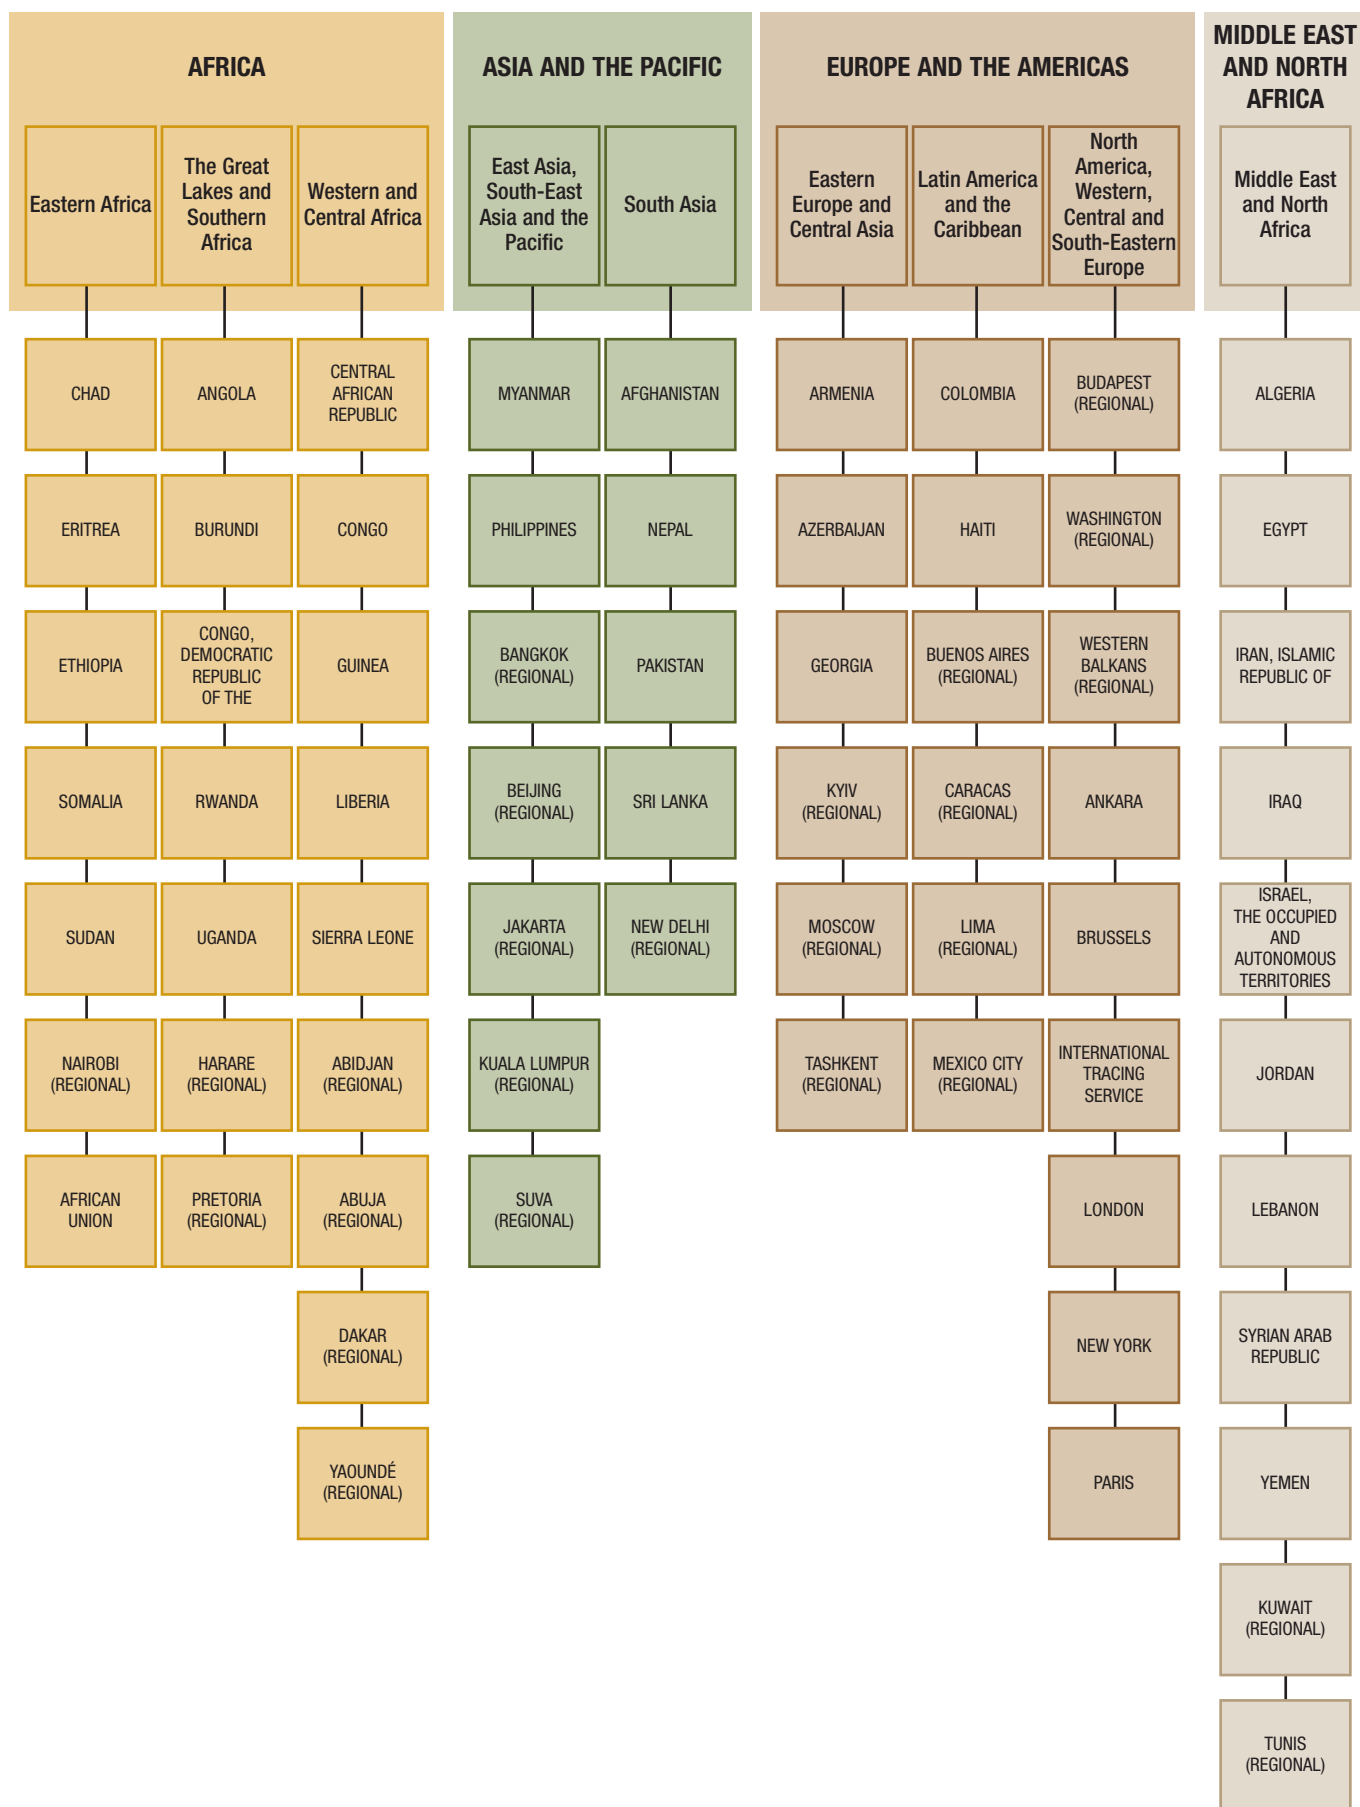 AFRICA
Eastern Africa
CHAD
ERITREA
ETHIOPIA
SOMALIA
SUDAN
NAIROBI
(REGIONAL)
AFRICAN
UNION
The Great
Lakes and
Southern
Africa
ANGOLA
BURUNDI
CONGO,
DEMOCRATIC
REPUBLIC
OF THE
RWANDA
UGANDA
HARARE
(REGIONAL)
PRETORIA
(REGIONAL)
Western and
Central Africa
CENTRAL
AFRICAN
REPUBLIC
CONGO
GUINEA
LIBERIA
SIERRA LEONE
ABIDJAN
(REGIONAL)
ABUJA
(REGIONAL)
DAKAR
(REGIONAL)
YAOUNDÉ
(REGIONAL)
ASIA AND THE PACIFIC
East Asia,
South-East
Asia and the
Pacific
MYANMAR
PHILIPPINES
BANGKOK
(REGIONAL)
BEIJING
(REGIONAL)
JAKARTA
(REGIONAL)
KUALA LUMPUR
(REGIONAL)
SUVA
(REGIONAL)
South Asia
AFGHANISTAN
NEPAL
PAKISTAN
SRI LANKA
NEW DELHI
(REGIONAL)
EUROPE AND THE AMERICAS
Eastern
Europe and
Central Asia
ARMENIA
AZERBAIJAN
GEORGIA
KYIV
(REGIONAL)
MOSCOW
(REGIONAL)
TASHKENT
(REGIONAL)
Latin America
and the
Caribbean
COLOMBIA
HAITI
BUENOS AIRES
(REGIONAL)
CARACAS
(REGIONAL)
LIMA
(REGIONAL)
MEXICO CITY
(REGIONAL)
North
America,
Western,
Central and
South-Eastern
Europe
BUDAPEST
(REGIONAL)
WASHINGTON
(REGIONAL)
WESTERN
BALKANS
(REGIONAL)
ANKARA
BRUSSELS
INTERNATIONAL
TRACING
SERVICE
LONDON
NEW YORK
PARIS
MIDDLE EAST
AND NORTH
AFRICA
Middle East
and North
Africa
ALGERIA
EGYPT
IRAN, ISLAMIC
REPUBLIC OF
IRAQ
ISRAEL,
THE OCCUPIED
AND
AUTONOMOUS
TERRITORIES
JORDAN
LEBANON
SYRIAN ARAB
REPUBLIC
YEMEN
KUWAIT
(REGIONAL)
TUNIS
(REGIONAL)